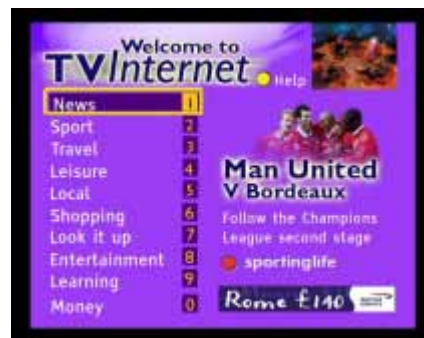 Welcome to
TVInternet
Help
News 1
Sport 2
Travel 3
Leisure 4
Local 5
Shopping 6
Look it up 7
Entertainment 8
Learning 9
Money 0
Man United
V Bordeaux
Follow the Champions
League second stage
sportinglife
Rome £140